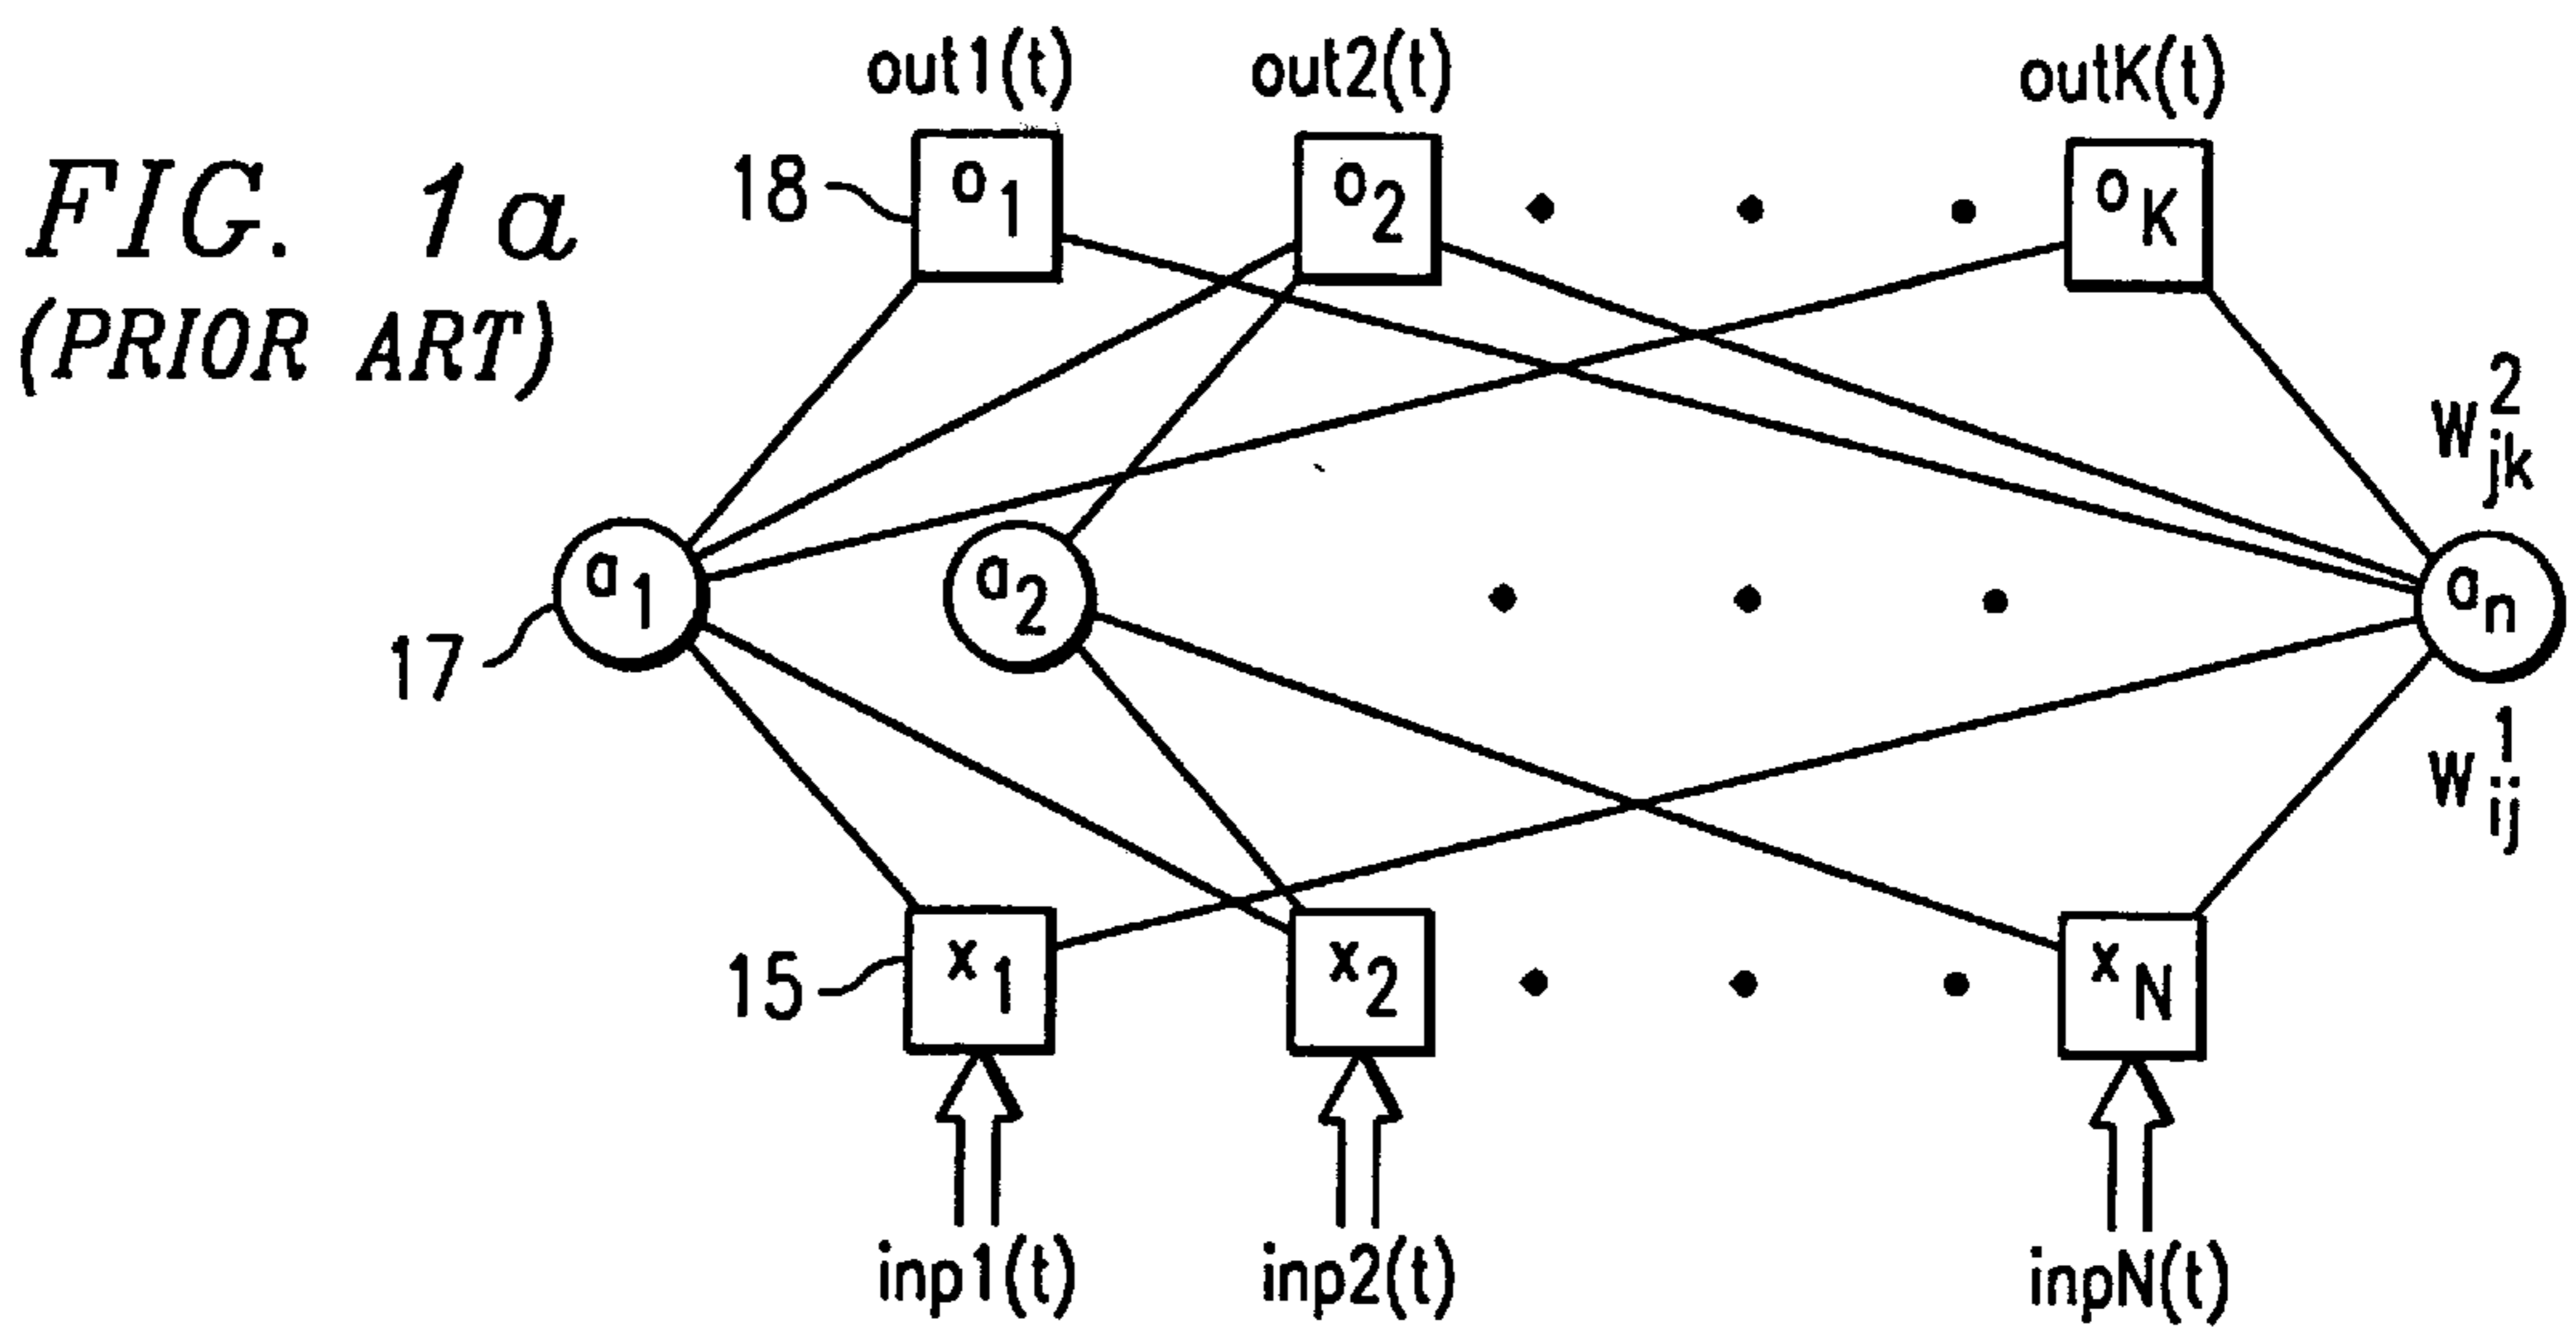 FIG. 1a
(PRIOR ART)
out1(t) out2(t) outK(t)
18 o1 o2 oK
W2jk
17 a1 a2 an
W1ij
15 x1 x2 xN
inp1(t) inp2(t) inpN(t)